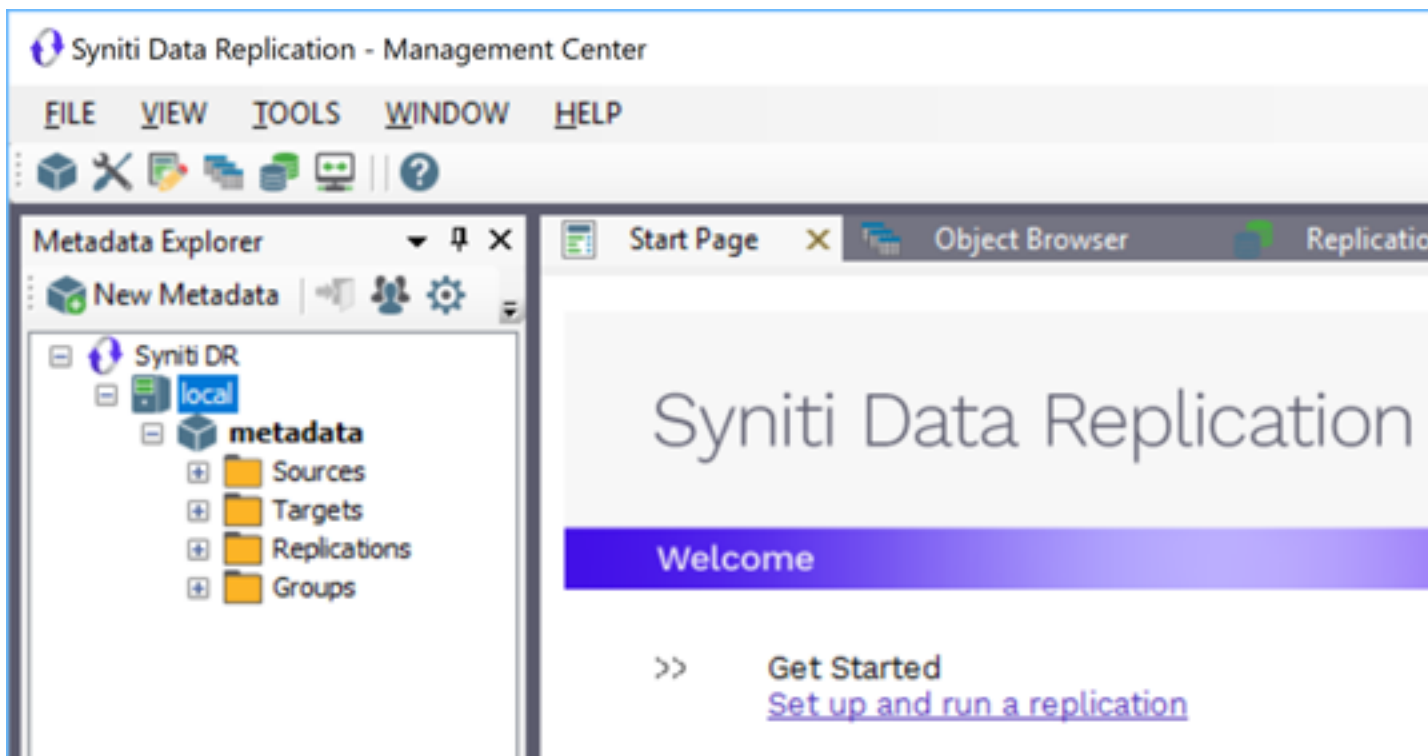 Syniti Data Replication - Management Center
FILE VIEW TOOLS WINDOW HELP
Metadata Explorer
New Metadata
Syniti DR
local
metadata
Sources
Targets
Replications
Groups
Start Page Object Browser Replicatio
Syniti Data Replication
Welcome
>> Get Started
Set up and run a replication